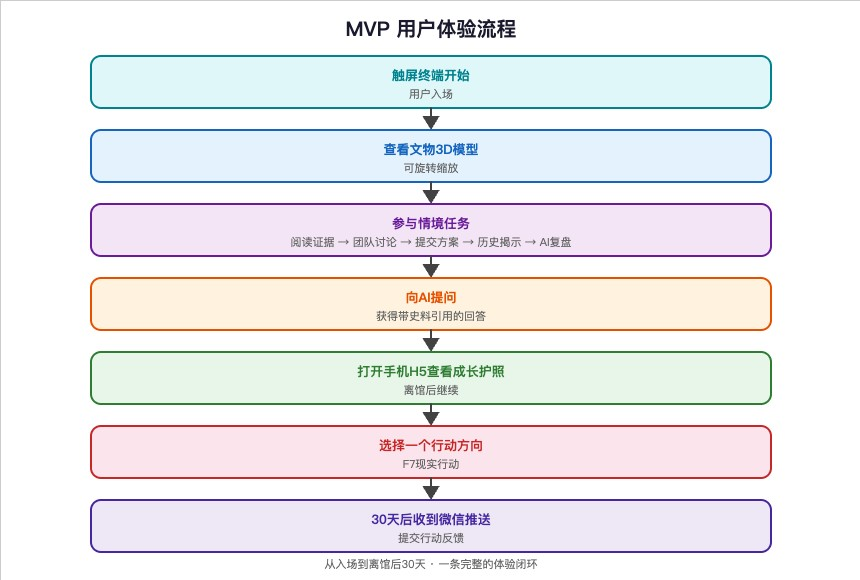 MVP 用户体验流程
触屏终端开始
用户入场
查看文物3D模型
可旋转缩放
参与情境任务
阅读证据 → 团队讨论 → 提交方案 → 历史揭示 → AI复盘
向AI提问
获得带史料引用的回答
打开手机H5查看成长护照
离馆后继续
选择一个行动方向
F7现实行动
30天后收到微信推送
提交行动反馈
从入场到离馆后30天 · 一条完整的体验闭环